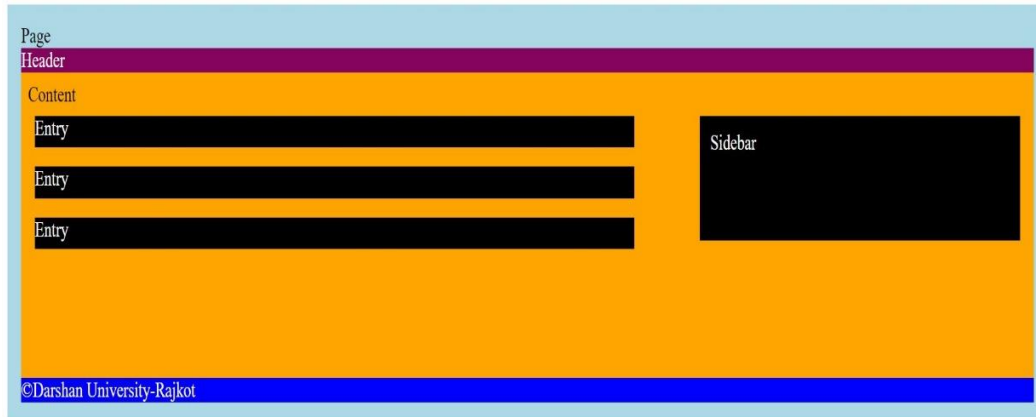 Page
Header
Content
Entry
Sidebar
Entry
Entry
©Darshan University-Rajkot